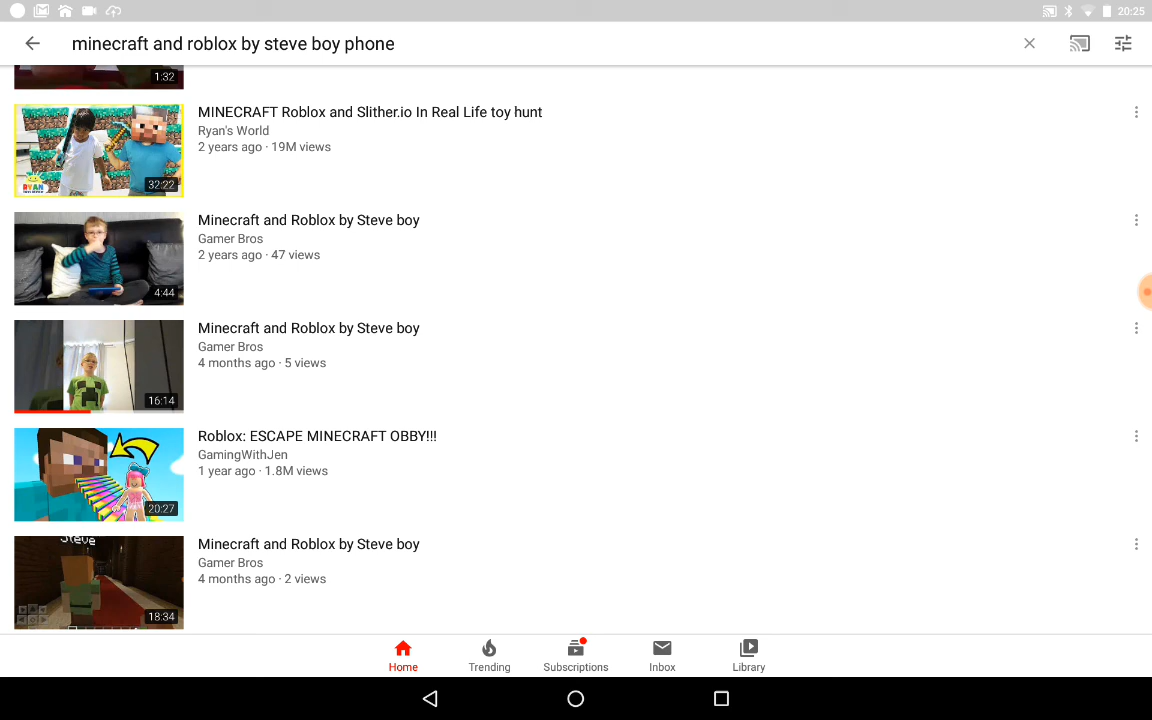 20:25
minecraft and roblox by steve boy phone
1:32
MINECRAFT Roblox and Slither.io In Real Life toy hunt
Ryan's World
2 years ago · 19M views
RYAN
32:22
Minecraft and Roblox by Steve boy
Gamer Bros
2 years ago · 47 views
4:44
Minecraft and Roblox by Steve boy
Gamer Bros
4 months ago · 5 views
16:14
Roblox: ESCAPE MINECRAFT OBBY!!!
GamingWithJen
1 year ago · 1.8M views
20:27
Steve
Minecraft and Roblox by Steve boy
Gamer Bros
4 months ago · 2 views
18:34
Home
Trending
Subscriptions
Inbox
Library